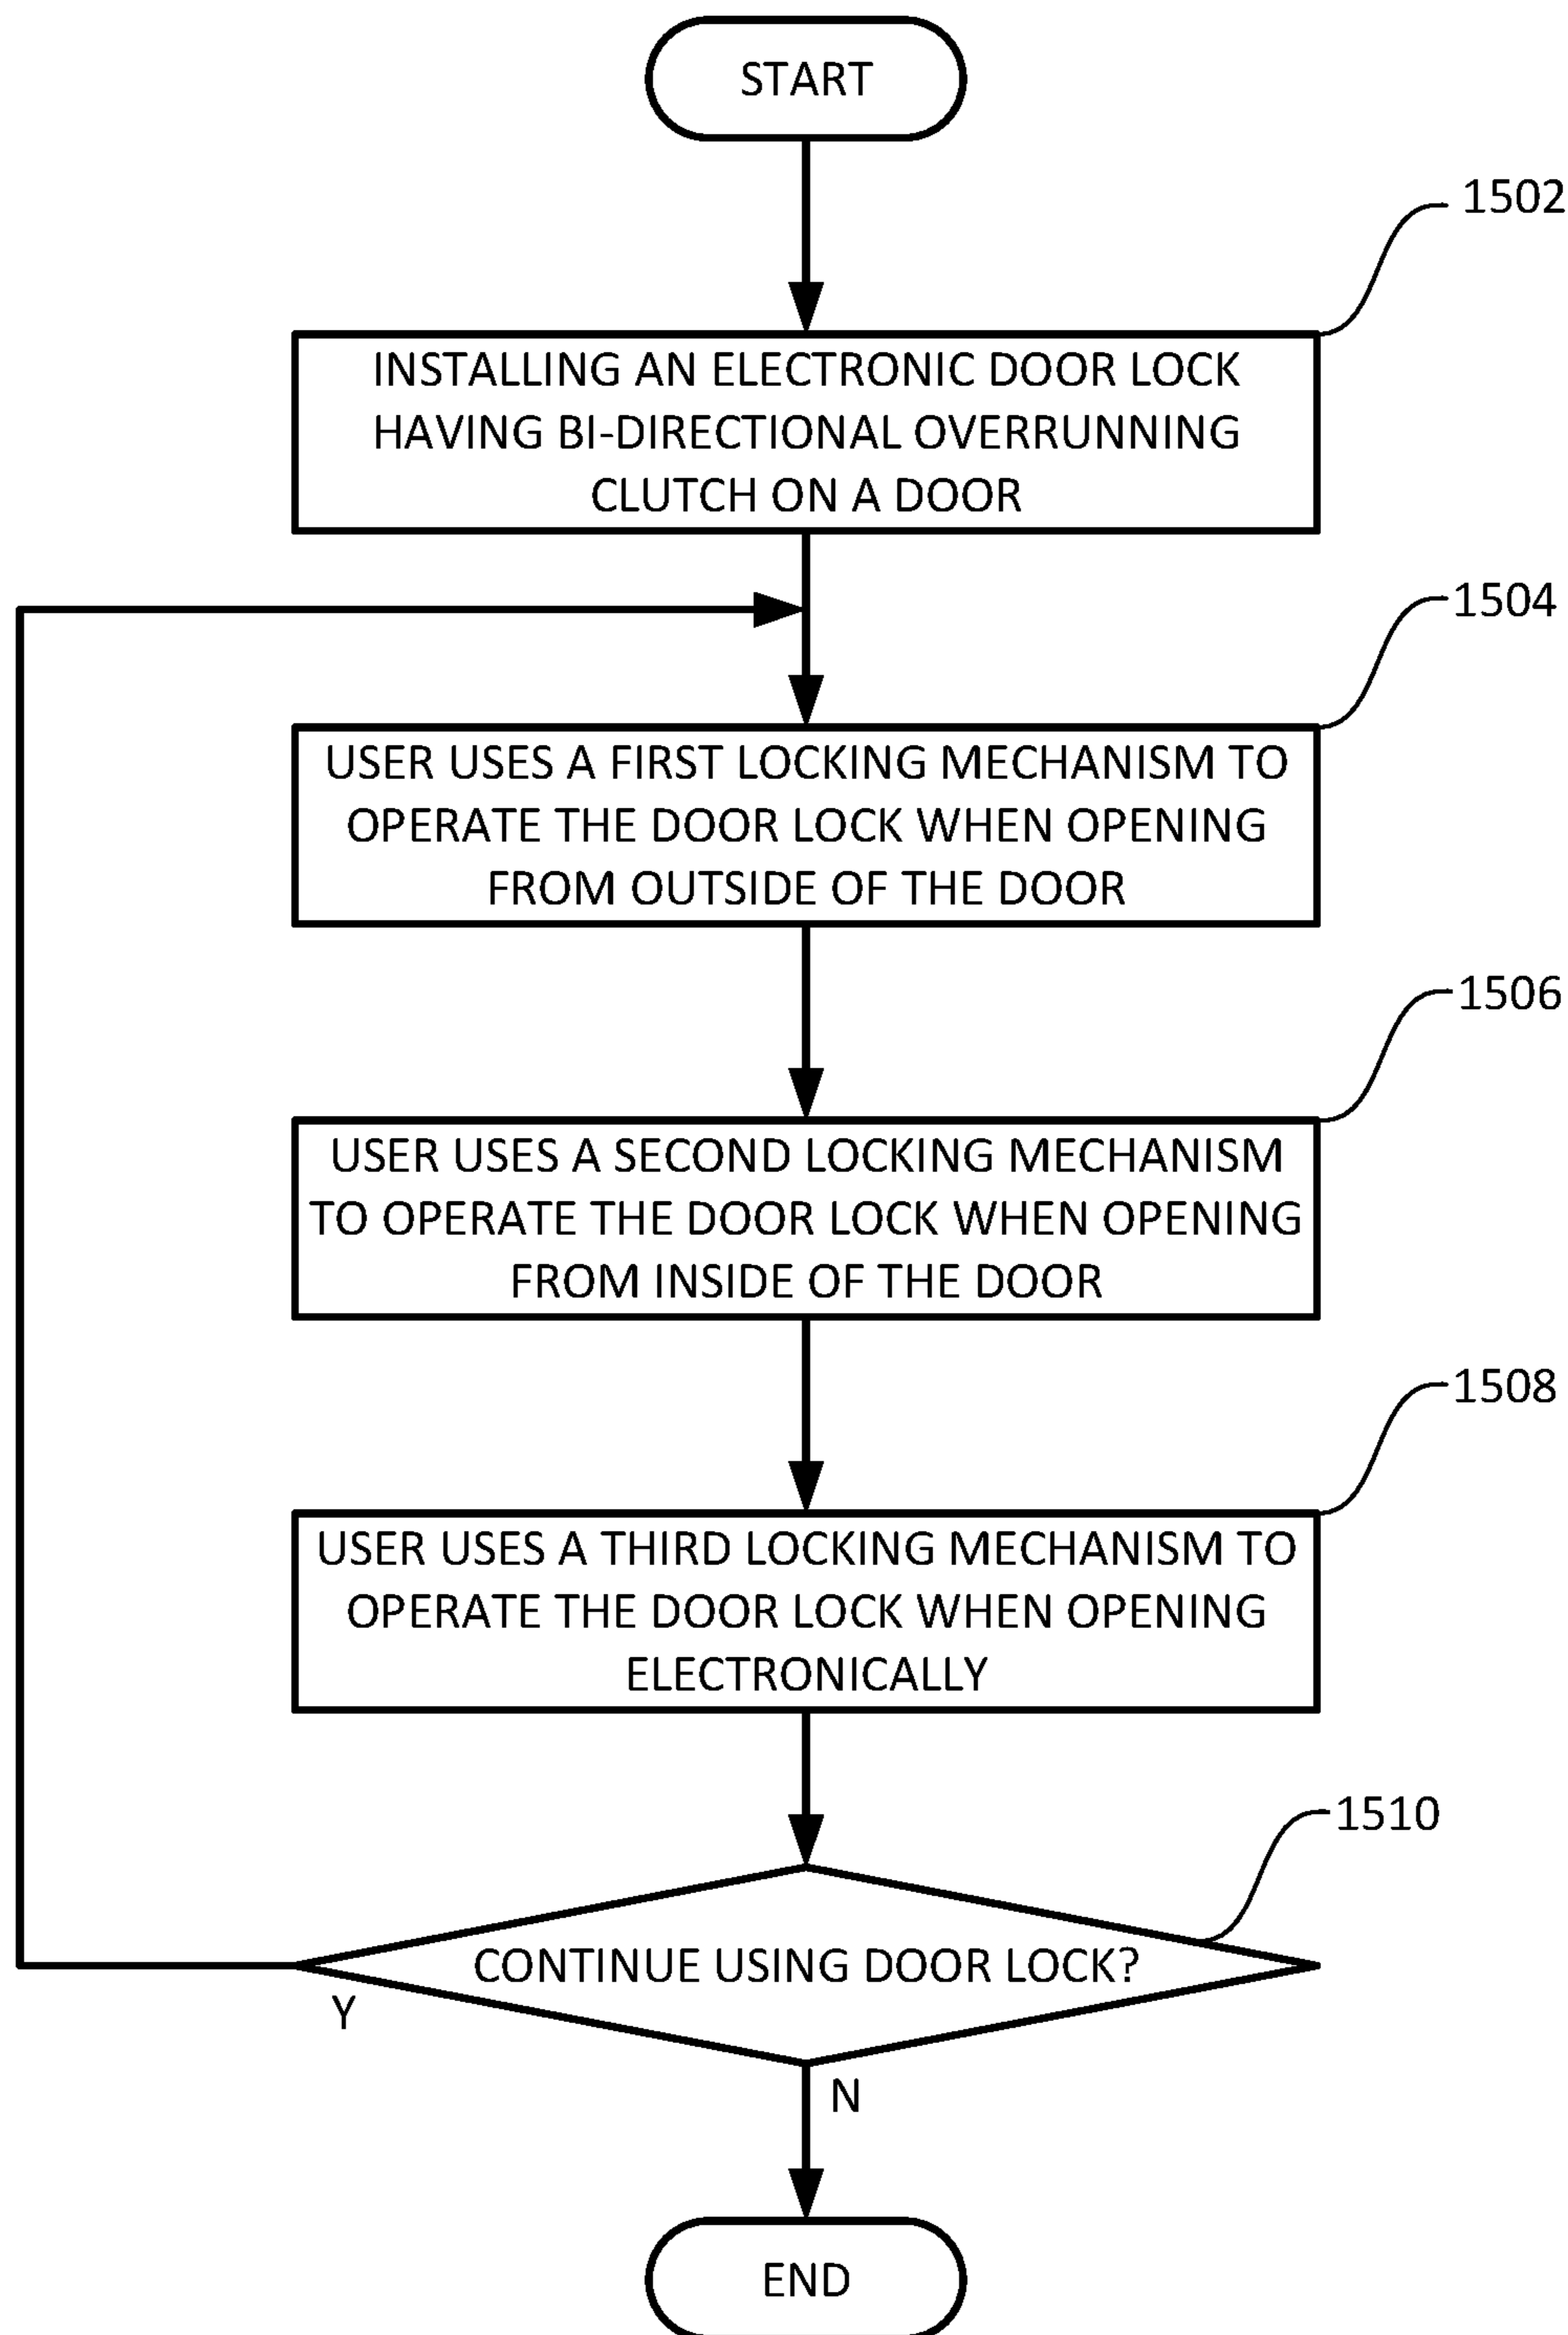 START
1502
INSTALLING AN ELECTRONIC DOOR LOCK
HAVING BI-DIRECTIONAL OVERRUNNING
CLUTCH ON A DOOR
1504
USER USES A FIRST LOCKING MECHANISM TO
OPERATE THE DOOR LOCK WHEN OPENING
FROM OUTSIDE OF THE DOOR
1506
USER USES A SECOND LOCKING MECHANISM
TO OPERATE THE DOOR LOCK WHEN OPENING
FROM INSIDE OF THE DOOR
1508
USER USES A THIRD LOCKING MECHANISM TO
OPERATE THE DOOR LOCK WHEN OPENING
ELECTRONICALLY
1510
CONTINUE USING DOOR LOCK?
Y
N
END